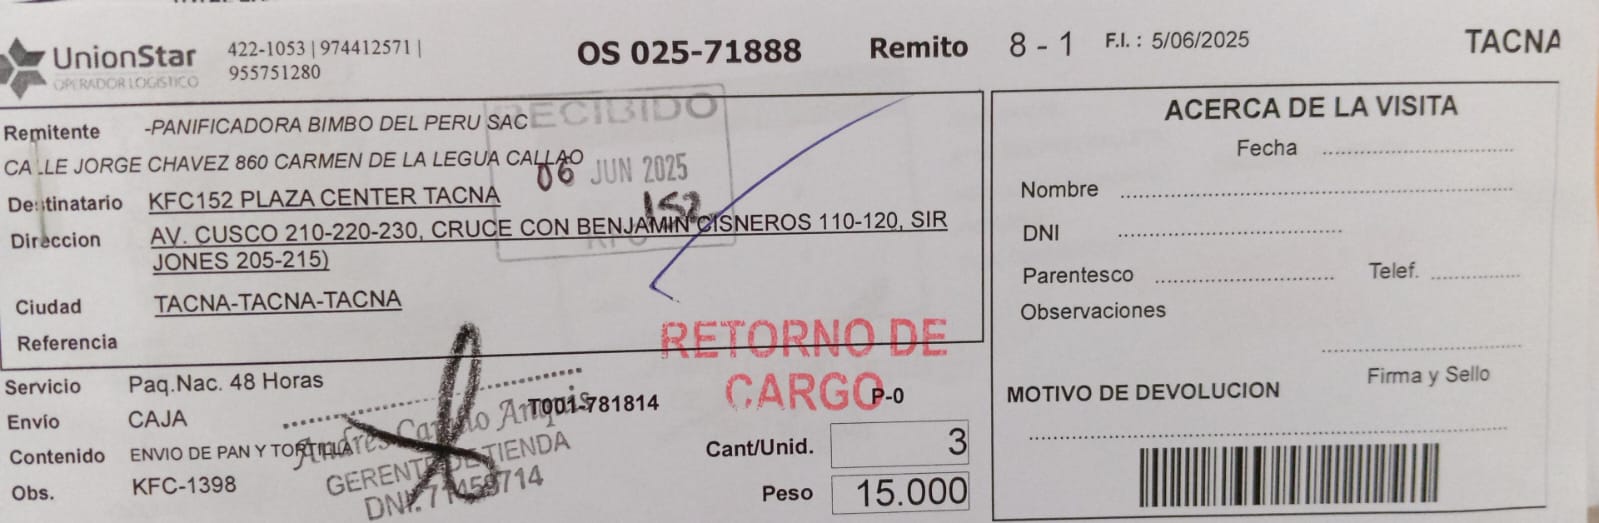 UnionStar
OPERADOR LOGISTICO
422-1053 | 974412571 |
955751280
OS 025-71888 Remito 8 - 1 F.I. : 5/06/2025 TACNA
RECIBIDO
06 JUN 2025
152
Remitente -PANIFICADORA BIMBO DEL PERU SAC
CALLE JORGE CHAVEZ 860 CARMEN DE LA LEGUA CALLAO
Destinatario KFC152 PLAZA CENTER TACNA
Direccion AV. CUSCO 210-220-230, CRUCE CON BENJAMIN CISNEROS 110-120, SIR
JONES 205-215)
Ciudad TACNA-TACNA-TACNA
Referencia
RETORNO DE
CARGO
Servicio Paq.Nac. 48 Horas
Envío CAJA
T001-781814 P-0
Contenido ENVIO DE PAN Y TORTILLA
Obs. KFC-1398
Andres
GERENTE DE TIENDA
DNI.
Cant/Unid. 3
Peso 15.000
ACERCA DE LA VISITA
Fecha
Nombre
DNI
Parentesco Telef.
Observaciones
Firma y Sello
MOTIVO DE DEVOLUCION